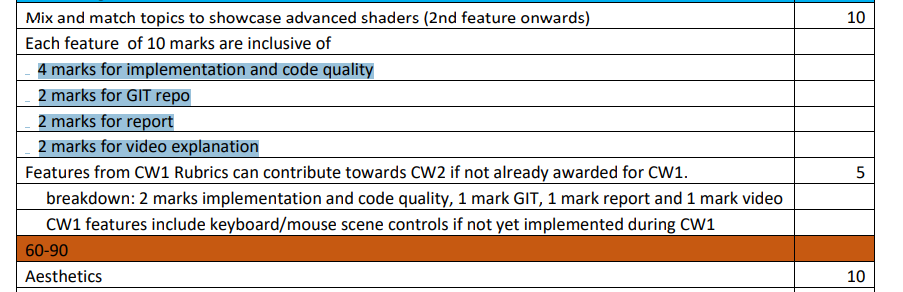 Mix and match topics to showcase advanced shaders (2nd feature onwards) 10
Each feature of 10 marks are inclusive of
- 4 marks for implementation and code quality
- 2 marks for GIT repo
- 2 marks for report
- 2 marks for video explanation
Features from CW1 Rubrics can contribute towards CW2 if not already awarded for CW1. 5
breakdown: 2 marks implementation and code quality, 1 mark GIT, 1 mark report and 1 mark video
CW1 features include keyboard/mouse scene controls if not yet implemented during CW1
60-90
Aesthetics 10